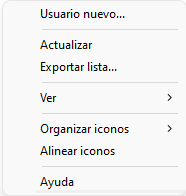 Usuario nuevo...
Actualizar
Exportar lista...
Ver
Organizar iconos
Alinear iconos
Ayuda